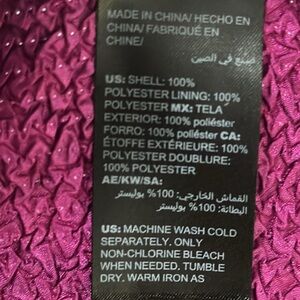 MADE IN CHINA/ HECHO EN
CHINA/ FABRIQUÉ EN
CHINE/
صنع في الصين
US: SHELL: 100%
POLYESTER LINING: 100%
POLYESTER MX: TELA
EXTERIOR: 100% poliéster
FORRO: 100% poliéster CA:
ÉTOFFE EXTÉRIEURE: 100%
POLYESTER DOUBLURE:
100% POLYESTER
AE/KW/SA:
القماش الخارجي: 100% بوليستر
البطانة: 100% بوليستر
US: MACHINE WASH COLD
SEPARATELY. ONLY
NON-CHLORINE BLEACH
WHEN NEEDED. TUMBLE
DRY. WARM IRON AS